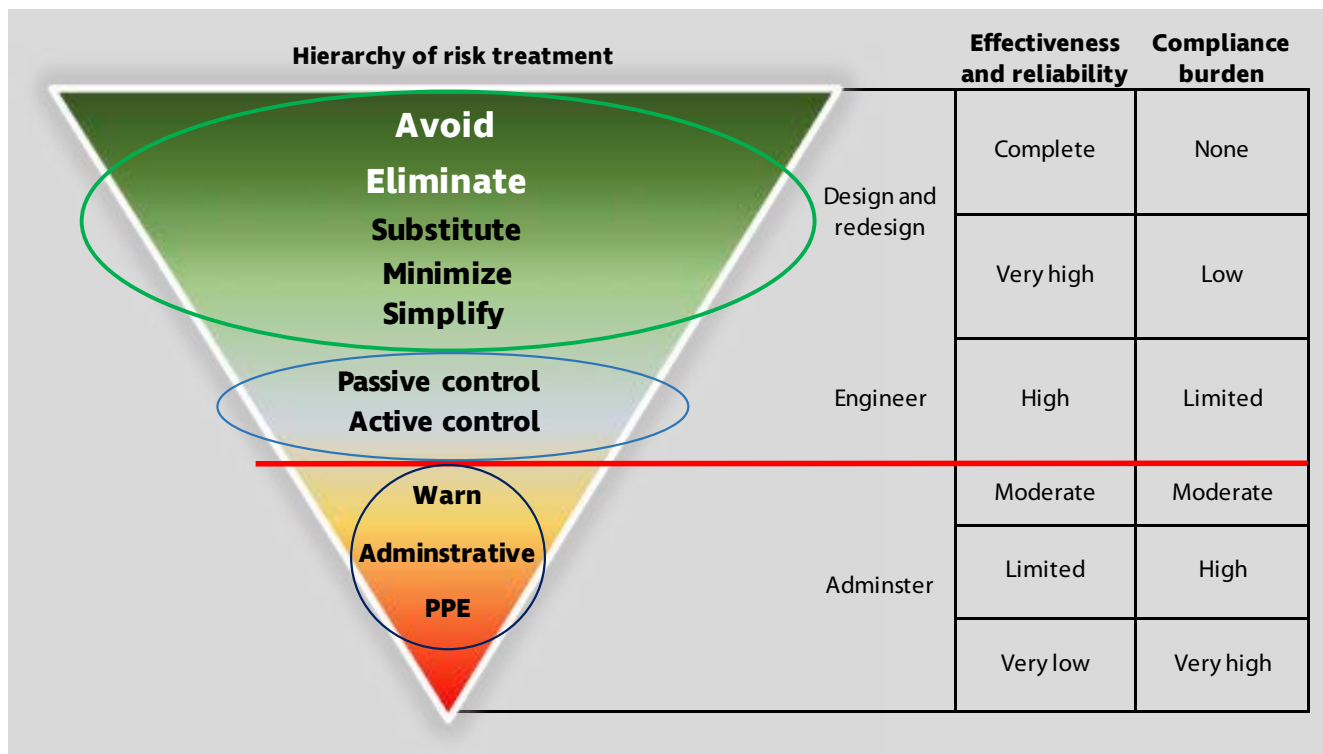 Hierarchy of risk treatment
Effectiveness
and reliability
Compliance
burden
Avoid
Eliminate
Substitute
Minimize
Simplify
Passive control
Active control
Warn
Adminstrative
PPE
Design and
redesign
Engineer
Adminster
Complete
None
Very high
Low
High
Limited
Moderate
Moderate
Limited
High
Very low
Very high